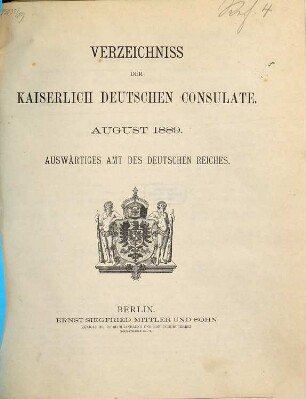 VERZEICHNISS
DER
KAISERLICH DEUTSCHEN CONSULATE.
AUGUST 1889.
AUSWÄRTIGES AMT DES DEUTSCHEN REICHES.
BERLIN.
ERNST SIEGFRIED MITTLER UND SOHN